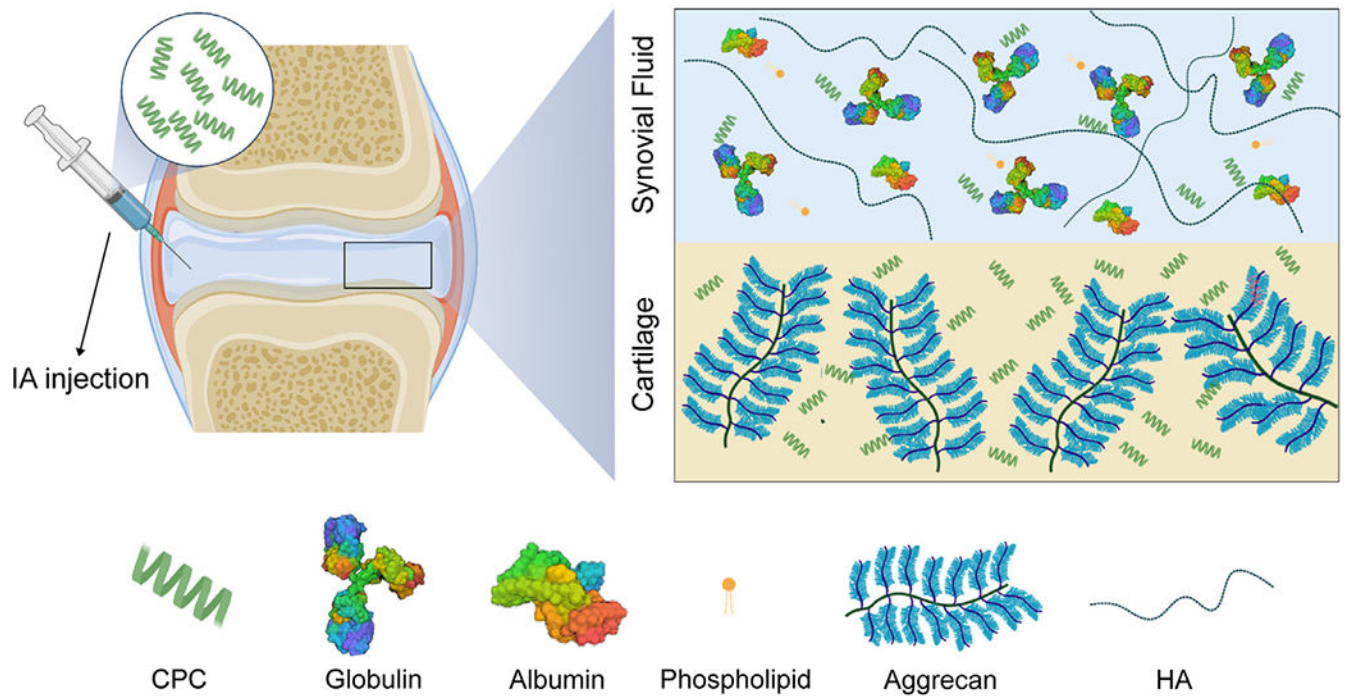 IA injection
Synovial Fluid
Cartilage
CPC
Globulin
Albumin
Phospholipid
Aggrecan
HA